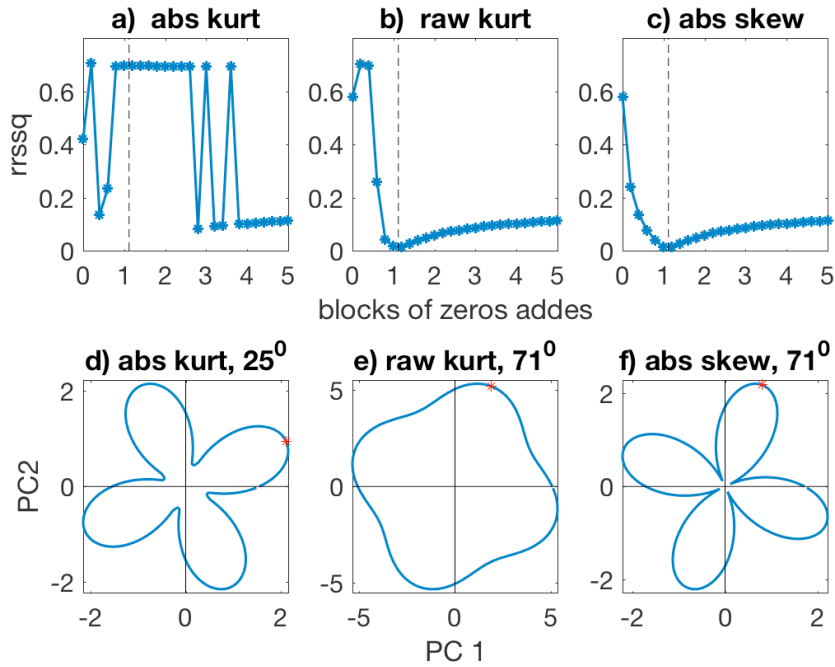 a) abs kurt
b) raw kurt
c) abs skew
rrssq
0.6
0.4
0.2
0
0 1 2 3 4 5
0.6
0.4
0.2
0
0 1 2 3 4 5
0.6
0.4
0.2
0
0 1 2 3 4 5
blocks of zeros addes
d) abs kurt, 25⁰
e) raw kurt, 71⁰
f) abs skew, 71⁰
PC2
2
0
-2
-2 0 2
5
0
-5
-5 0 5
2
0
-2
-2 0 2
PC 1